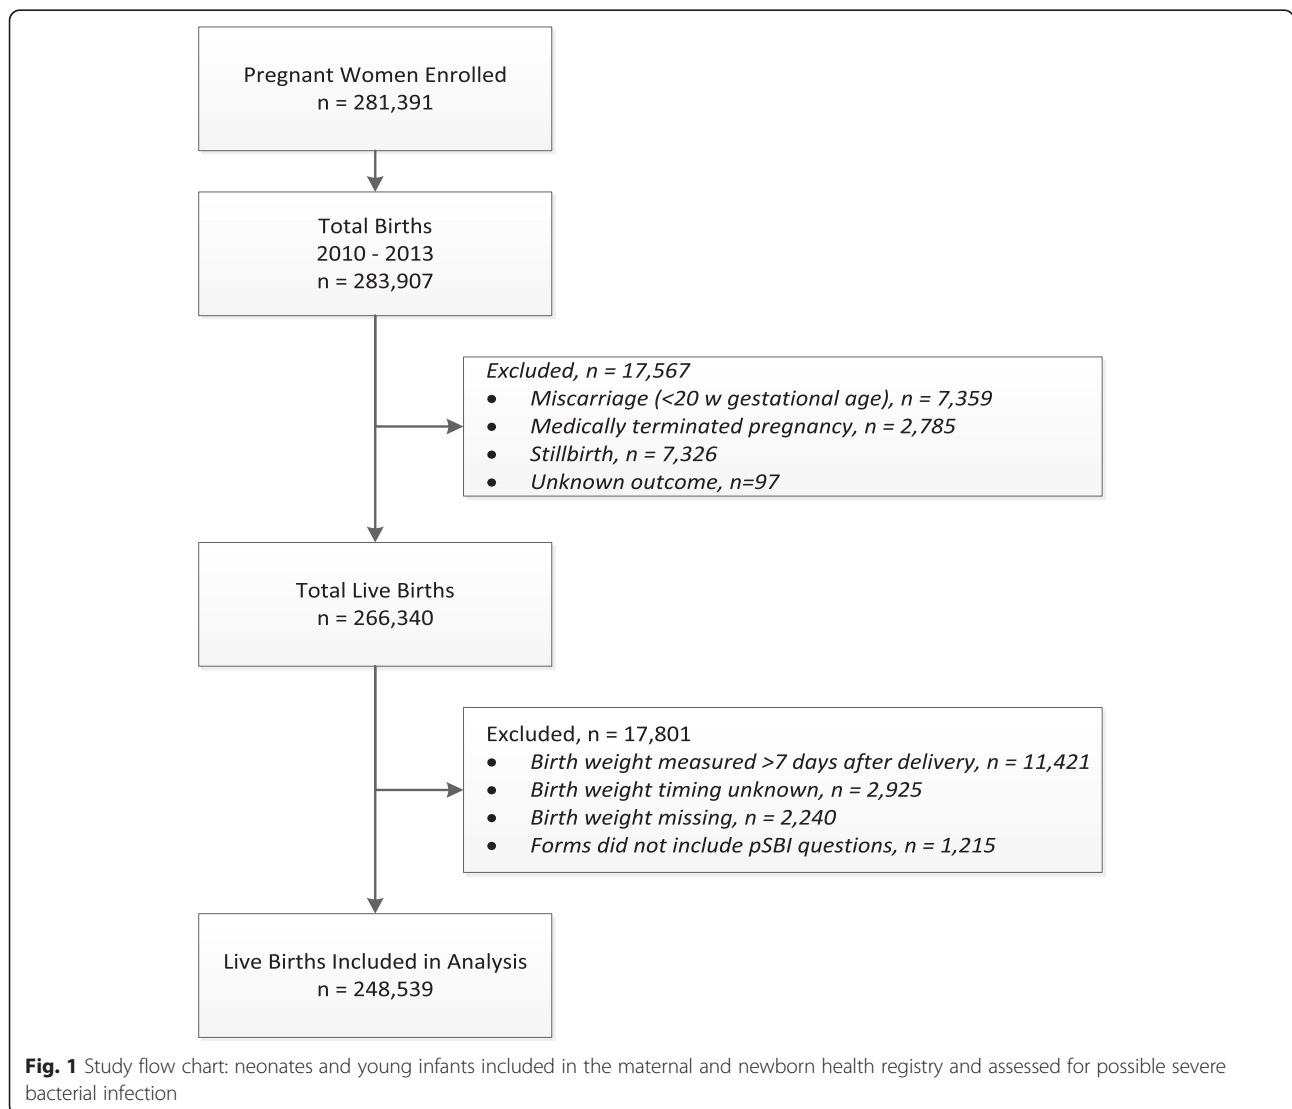 Pregnant Women Enrolled
n = 281,391
Total Births
2010 - 2013
n = 283,907
Excluded, n = 17,567
• Miscarriage (<20 w gestational age), n = 7,359
• Medically terminated pregnancy, n = 2,785
• Stillbirth, n = 7,326
• Unknown outcome, n=97
Total Live Births
n = 266,340
Excluded, n = 17,801
• Birth weight measured >7 days after delivery, n = 11,421
• Birth weight timing unknown, n = 2,925
• Birth weight missing, n = 2,240
• Forms did not include pSBI questions, n = 1,215
Live Births Included in Analysis
n = 248,539
Fig. 1 Study flow chart: neonates and young infants included in the maternal and newborn health registry and assessed for possible severe
bacterial infection